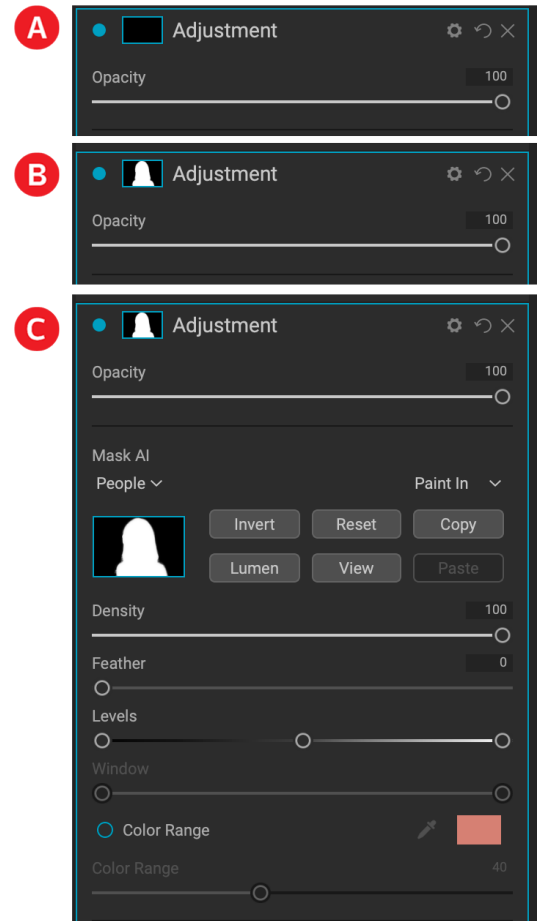 A
Adjustment
Opacity 100
B
Adjustment
Opacity 100
C
Adjustment
Opacity 100
Mask AI
People Paint In
Invert Reset Copy
Lumen View Paste
Density 100
Feather 0
Levels
Window
Color Range
Color Range 40